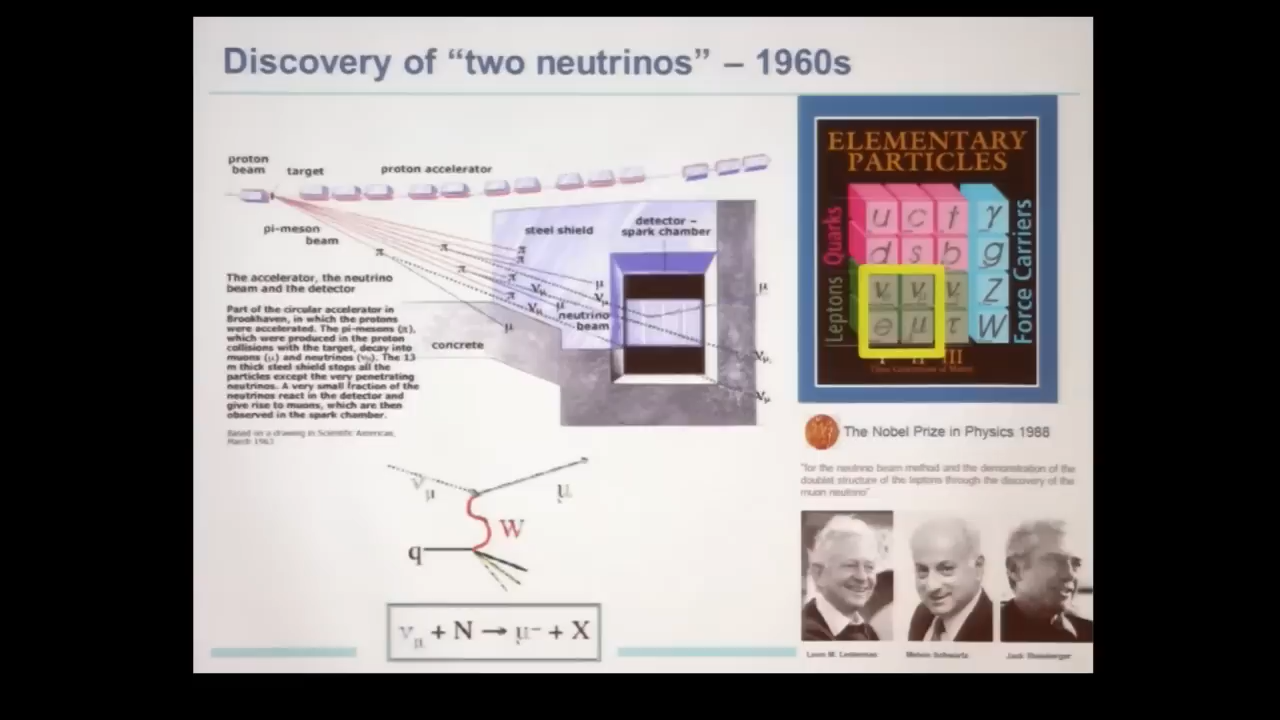 Discovery of “two neutrinos” – 1960s
proton
beam
target
proton accelerator
pi-meson
beam
steel shield
detector –
spark chamber
π
π
π
π
π
π
π
μ
ν μ
ν μ
ν μ
μ
neutrino
beam
concrete
μ
ν μ
ν μ
The accelerator, the neutrino
beam and the detector
Part of the circular accelerator in
Brookhaven, in which the protons
were accelerated. The pi-mesons (π),
which were produced in the proton
collisions with the target, decay into
muons (μ) and neutrinos (νμ). The 13
m thick steel shield stops all the
particles except the very penetrating
neutrinos. A very small fraction of the
neutrinos react in the detector and
give rise to muons, which are then
observed in the spark chamber.
Based on a drawing in Scientific American,
March 1963
ν μ
μ
W
q
ν μ + N → μ⁻ + X
ELEMENTARY
PARTICLES
Quarks
Leptons
Force Carriers
u c t γ
d s b g
ν ν ν Z
e μ τ W
I II III
Three Generations of Matter
The Nobel Prize in Physics 1988
"for the neutrino beam method and the demonstration of the
doublet structure of the leptons through the discovery of the
muon neutrino"
Leon M. Lederman
Melvin Schwartz
Jack Steinberger